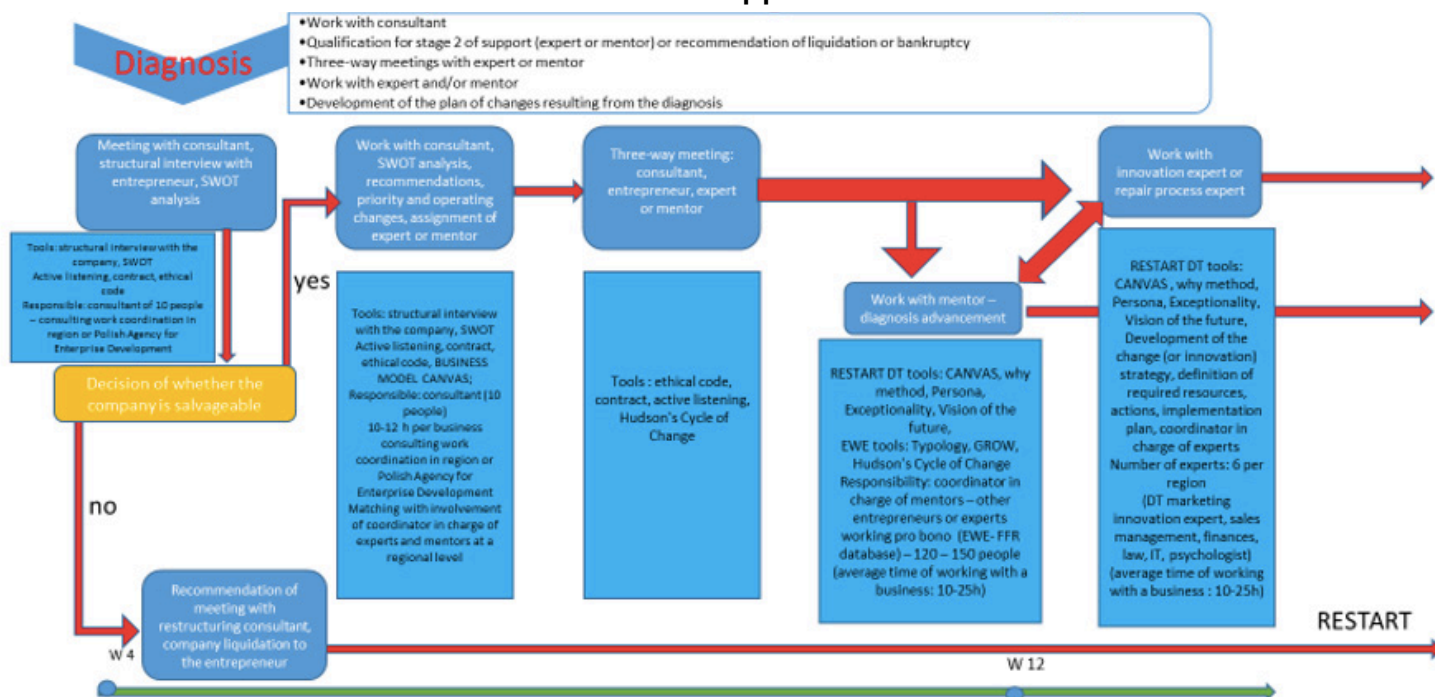 Diagnosis
•Work with consultant
•Qualification for stage 2 of support (expert or mentor) or recommendation of liquidation or bankruptcy
•Three-way meetings with expert or mentor
•Work with expert and/or mentor
•Development of the plan of changes resulting from the diagnosis
Meeting with consultant,
structural interview with
entrepreneur, SWOT
analysis
Tools: structural interview with the
company, SWOT
Active listening, contract, ethical
code
Responsible: consultant of 10 people
– consulting work coordination in
region or Polish Agency for
Enterprise Development
Decision of whether the
company is salvageable
yes
no
Work with consultant,
SWOT analysis,
recommendations,
priority and operating
changes, assignment of
expert or mentor
Tools: structural interview
with the company, SWOT
Active listening, contract,
ethical code, BUSINESS
MODEL CANVAS;
Responsible: consultant (10
people)
10-12 h per business
consulting work
coordination in region or
Polish Agency for
Enterprise Development
Matching with involvement
of coordinator in charge of
experts and mentors at a
regional level
Three-way meeting:
consultant,
entrepreneur, expert
or mentor
Tools : ethical code,
contract, active listening,
Hudson's Cycle of
Change
Work with mentor –
diagnosis advancement
RESTART DT tools: CANVAS, why
method, Persona,
Exceptionality, Vision of the
future,
EWE tools: Typology, GROW,
Hudson's Cycle of Change
Responsibility: coordinator in
charge of mentors – other
entrepreneurs or experts
working pro bono (EWE- FFR
database) – 120 – 150 people
(average time of working with a
business: 10-25h)
Work with
innovation expert or
repair process expert
RESTART DT tools:
CANVAS , why method,
Persona, Exceptionality,
Vision of the future,
Development of the
change (or innovation)
strategy, definition of
required resources,
actions, implementation
plan, coordinator in
charge of experts
Number of experts: 6 per
region
(DT marketing
innovation expert, sales
management, finances,
law, IT, psychologist)
(average time of working
with a business : 10-25h)
Recommendation of
meeting with
restructuring consultant,
company liquidation to
the entrepreneur
RESTART
W 4
W 12